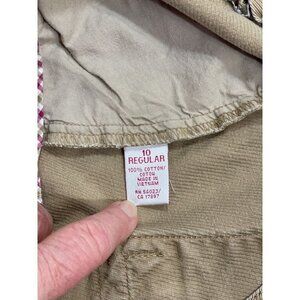 10
REGULAR
100% COTTON/
COTON
MADE IN
VIETNAM
RN 54023/
CA 17897